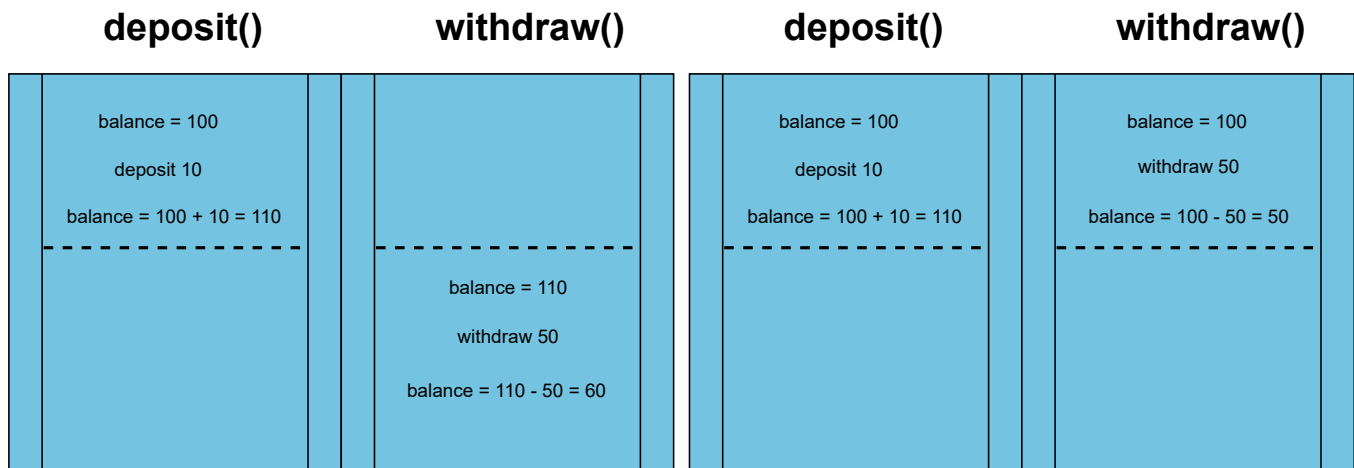 deposit()
withdraw()
deposit()
withdraw()
balance = 100
deposit 10
balance = 100 + 10 = 110
balance = 110
withdraw 50
balance = 110 - 50 = 60
balance = 100
deposit 10
balance = 100 + 10 = 110
balance = 100
withdraw 50
balance = 100 - 50 = 50